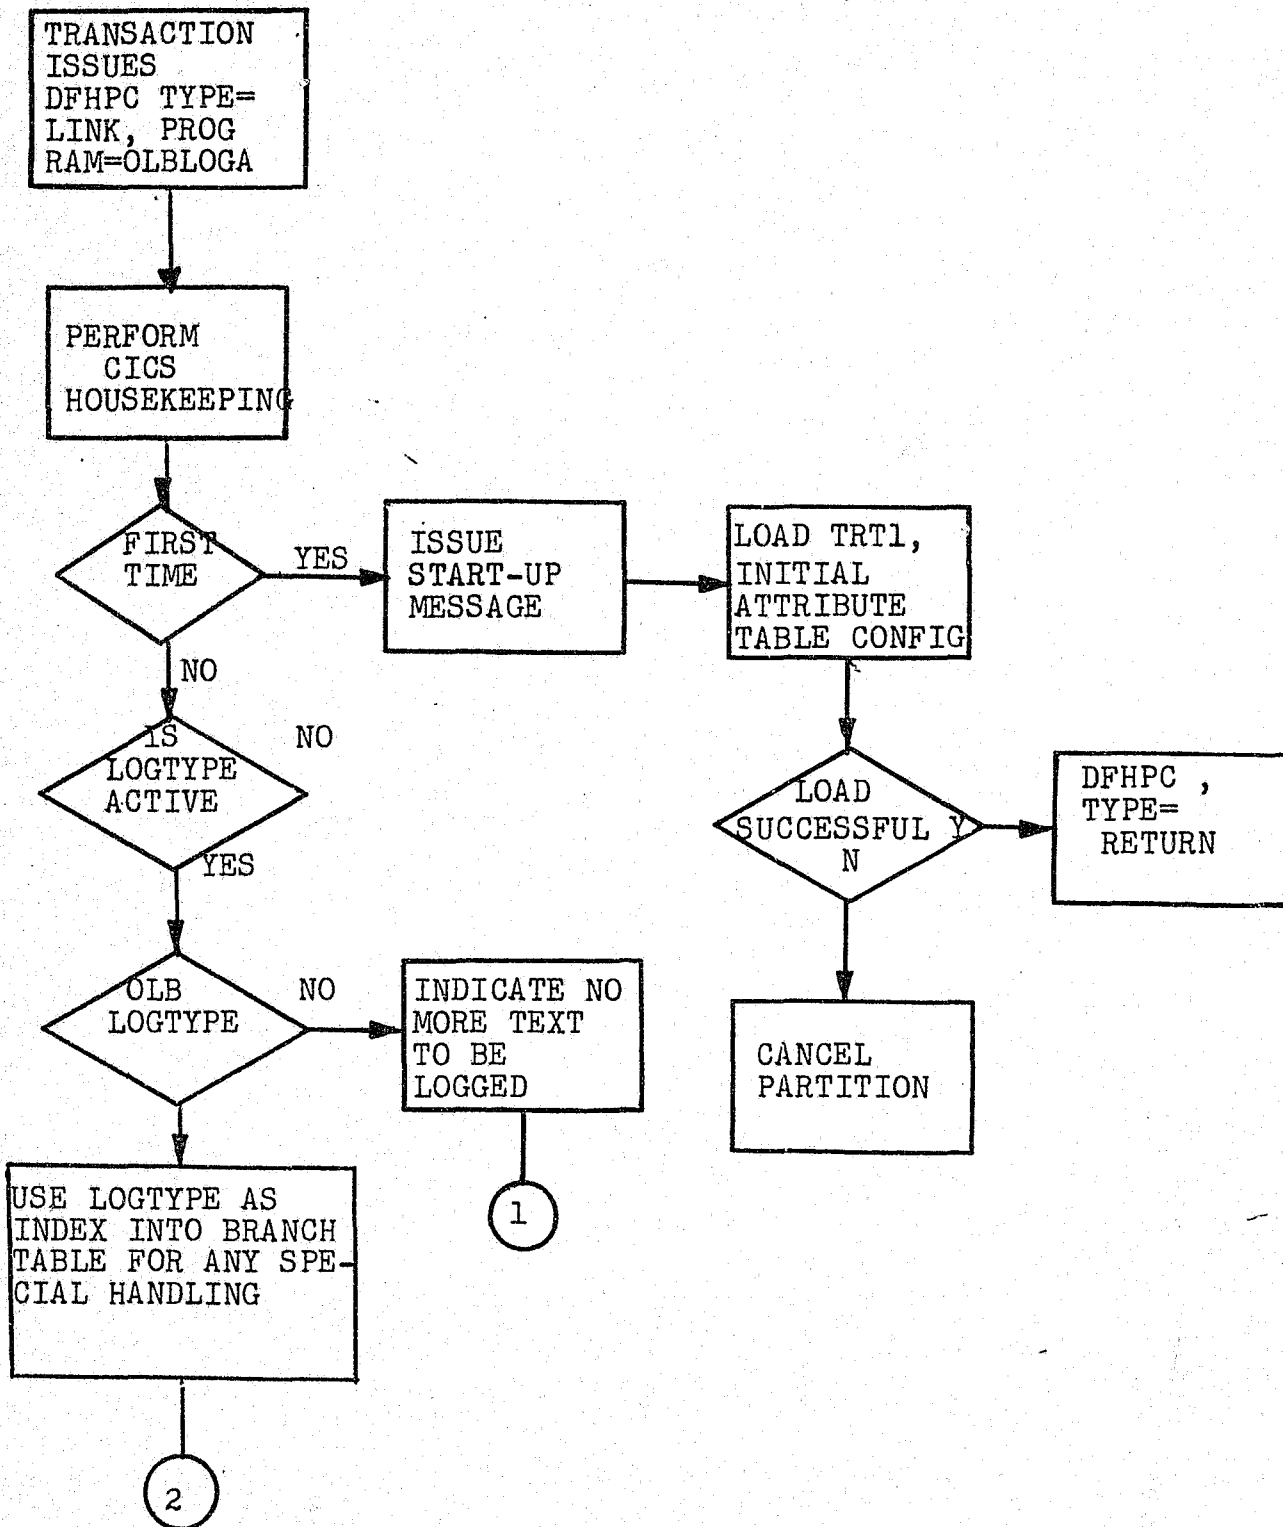 TRANSACTION
ISSUES
DFHPC TYPE=
LINK, PROG
RAM=OLBLOGA
PERFORM
CICS
HOUSEKEEPING
FIRST
TIME
YES
ISSUE
START-UP
MESSAGE
LOAD TRT1,
INITIAL
ATTRIBUTE
TABLE CONFIG
NO
IS
LOGTYPE
ACTIVE
NO
YES
LOAD
SUCCESSFUL Y
N
DFHPC ,
TYPE=
RETURN
CANCEL
PARTITION
OLB
LOGTYPE
NO
INDICATE NO
MORE TEXT
TO BE
LOGGED
1
USE LOGTYPE AS
INDEX INTO BRANCH
TABLE FOR ANY SPE-
CIAL HANDLING
2